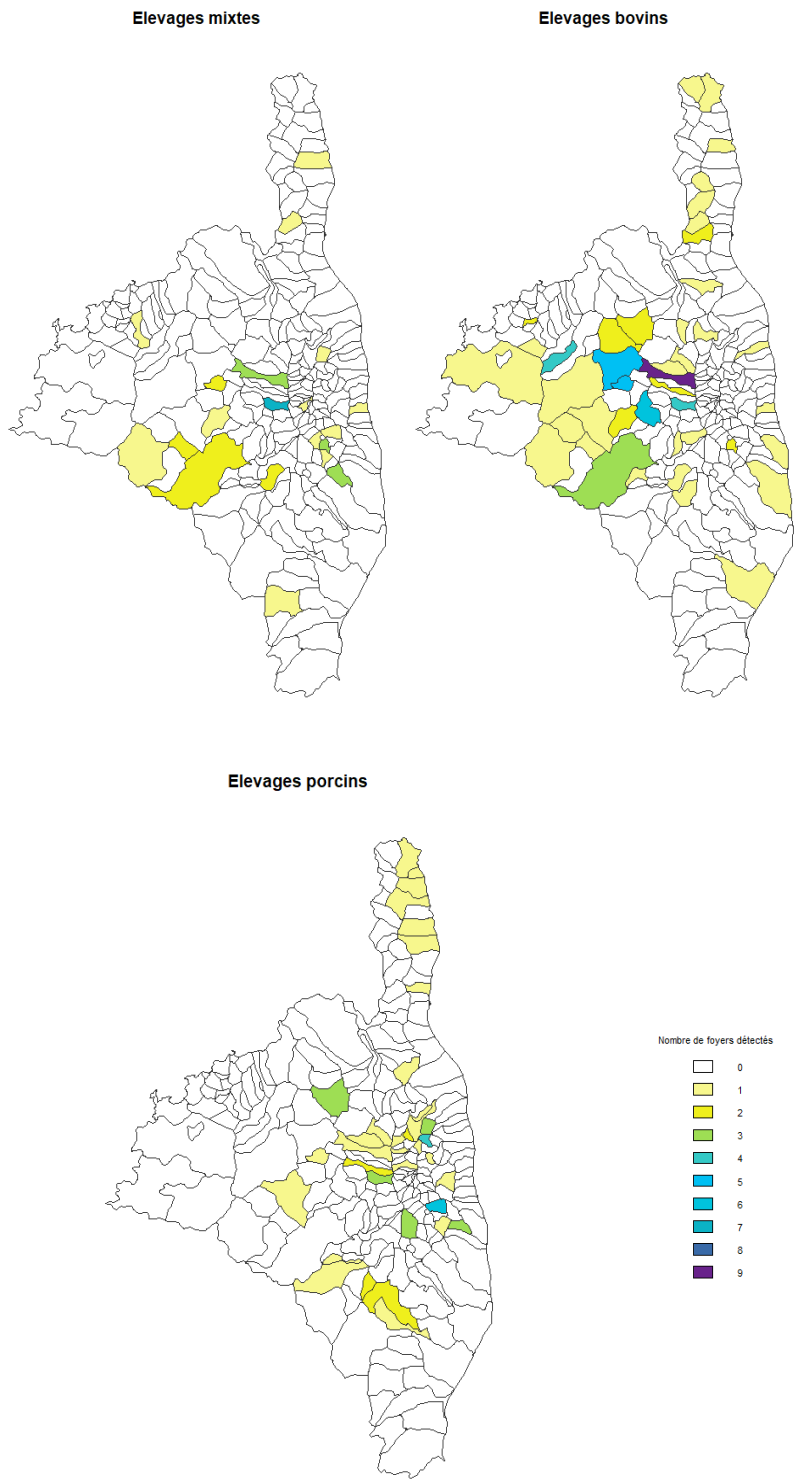 Elevages mixtes
Elevages bovins
Elevages porcins
Nombre de foyers détectés
0
1
2
3
4
5
6
7
8
9